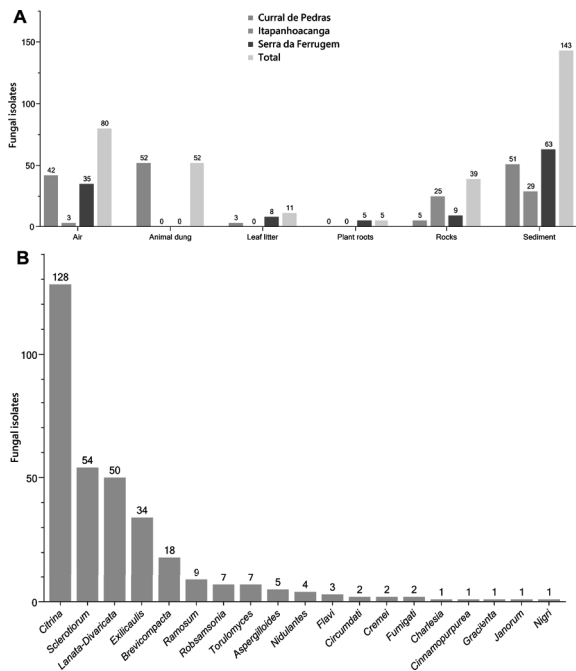 A
Curral de Pedras
Itapanhoacanga
Serra da Ferrugem
Total
Fungal isolates
150
100
50
0
42 3 35 80
52 0 0 52
3 0 8 11
0 0 5 5
5 25 9 39
51 29 63 143
Air Animal dung Leaf litter Plant roots Rocks Sediment
B
Fungal isolates
100
50
0
128 54 50 34 18 9 7 7 5 4 3 2 2 2 1 1 1 1 1
Citrina
Sclerotiorum
Lanata-Divaricata
Exilicaulis
Brevicompacta
Ramosum
Robsamsonia
Torulomyces
Aspergilloides
Nidulantes
Flavi
Circumdati
Cremei
Fumigati
Charlesia
Cinnamopurpurea
Gracilenta
Janorum
Nigri